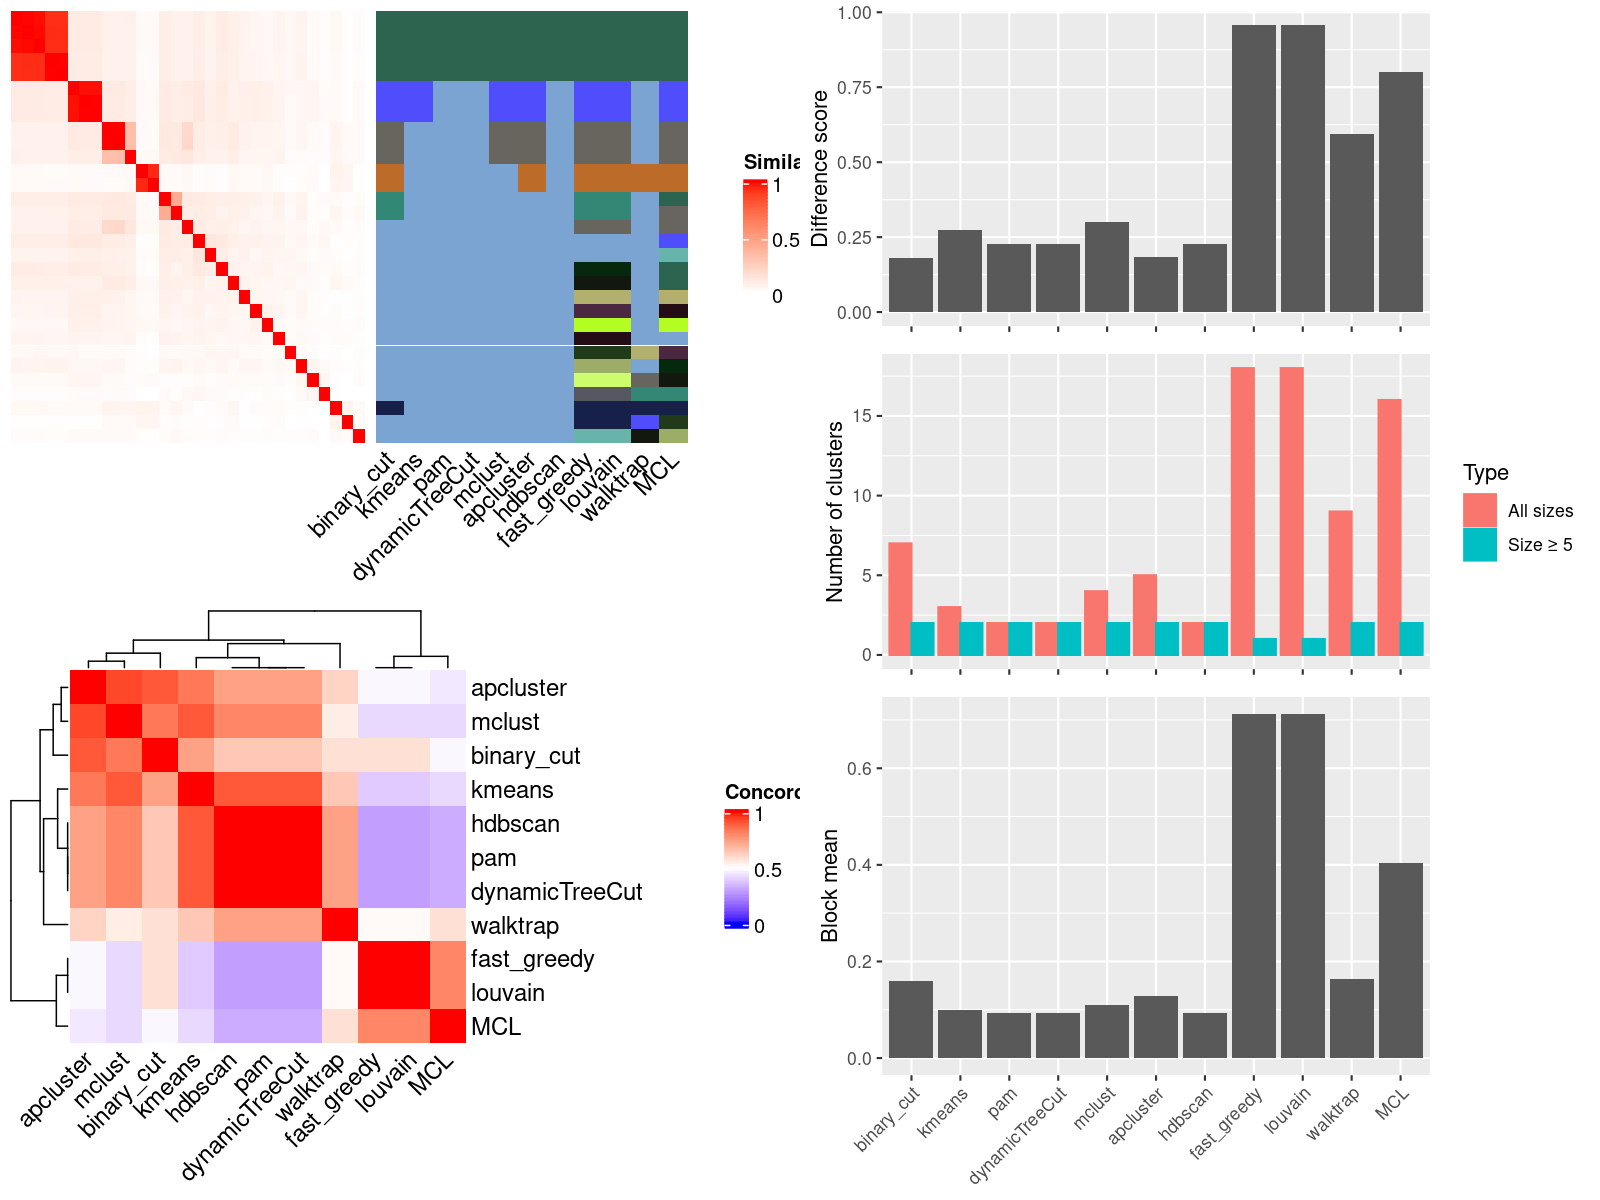 Simila
1
0.5
0
binary_cut
kmeans
pam
dynamicTreeCut
mclust
apcluster
hdbscan
fast_greedy
louvain
walktrap
MCL
apcluster
mclust
binary_cut
kmeans
hdbscan
pam
dynamicTreeCut
walktrap
fast_greedy
louvain
MCL
Concord
1
0.5
0
apcluster
mclust
binary_cut
kmeans
hdbscan
pam
dynamicTreeCut
walktrap
fast_greedy
louvain
MCL
Difference score
1.00
0.75
0.50
0.25
0.00
Number of clusters
15
10
5
0
Type
All sizes
Size ≥ 5
Block mean
0.6
0.4
0.2
0.0
binary_cut
kmeans
pam
dynamicTreeCut
mclust
apcluster
hdbscan
fast_greedy
louvain
walktrap
MCL